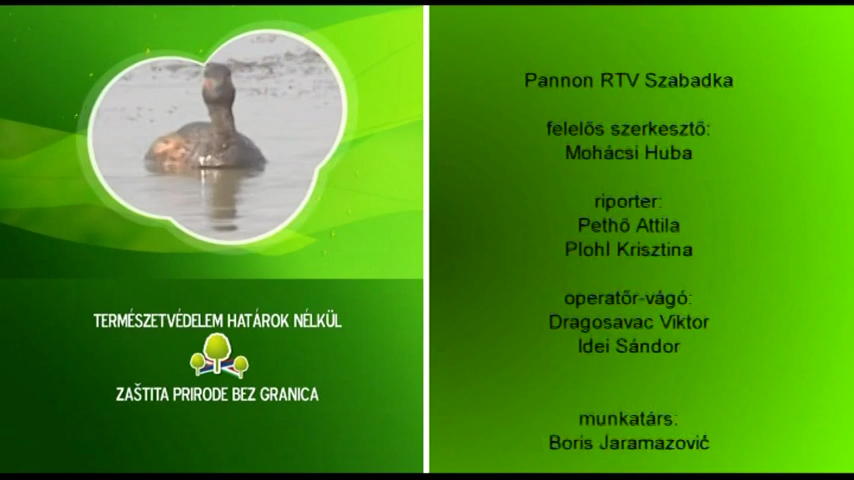 TERMÉSZETVÉDELEM HATÁROK NÉLKÜL
ZAŠTITA PRIRODE BEZ GRANICA
Pannon RTV Szabadka
felelős szerkesztő:
Mohácsi Huba
riporter:
Pethő Attila
Plohl Krisztina
operatőr-vágó:
Dragosavac Viktor
Idei Sándor
munkatárs:
Boris Jaramazović